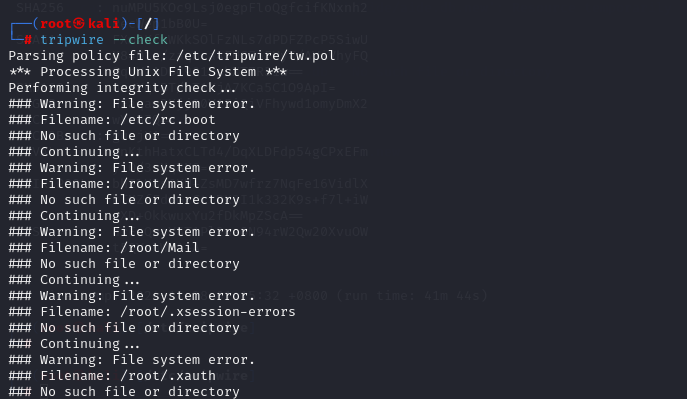 ┌──(root㉿kali)-[/]
└─# tripwire --check
Parsing policy file: /etc/tripwire/tw.pol
*** Processing Unix File System ***
Performing integrity check...
### Warning: File system error.
### Filename: /etc/rc.boot
### No such file or directory
### Continuing...
### Warning: File system error.
### Filename: /root/mail
### No such file or directory
### Continuing...
### Warning: File system error.
### Filename: /root/Mail
### No such file or directory
### Continuing...
### Warning: File system error.
### Filename: /root/.xsession-errors
### No such file or directory
### Continuing...
### Warning: File system error.
### Filename: /root/.xauth
### No such file or directory